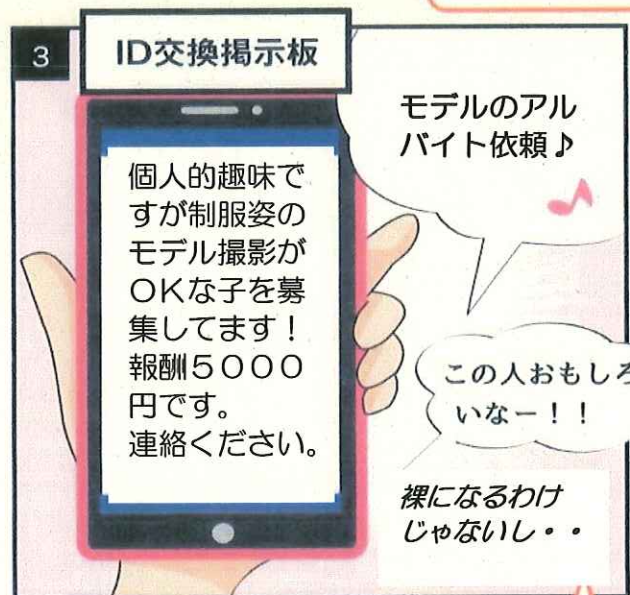 3
ID交換掲示板
モデルのアル
バイト依頼♪
個人的趣味で
すが制服姿の
モデル撮影が
OKな子を募
集してます！
報酬５０００
円です。
連絡ください。
この人おもしろ
いなー！！
裸になるわけ
じゃないし・・